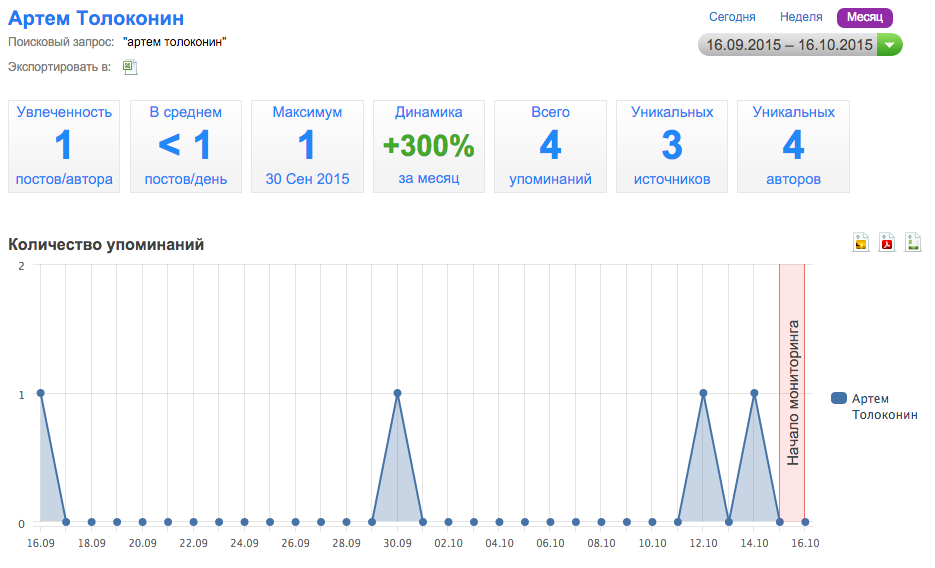 Артем Толоконин
Сегодня Неделя Месяц
Поисковый запрос: "артем толоконин"
16.09.2015 – 16.10.2015
Экспортировать в:
Увлеченность
1
постов/автора
В среднем
< 1
постов/день
Максимум
1
30 Сен 2015
Динамика
+300%
за месяц
Всего
4
упоминаний
Уникальных
3
источников
Уникальных
4
авторов
Количество упоминаний
2
1
0
Начало мониторинга
Артем
Толоконин
16.09 18.09 20.09 22.09 24.09 26.09 28.09 30.09 02.10 04.10 06.10 08.10 10.10 12.10 14.10 16.10